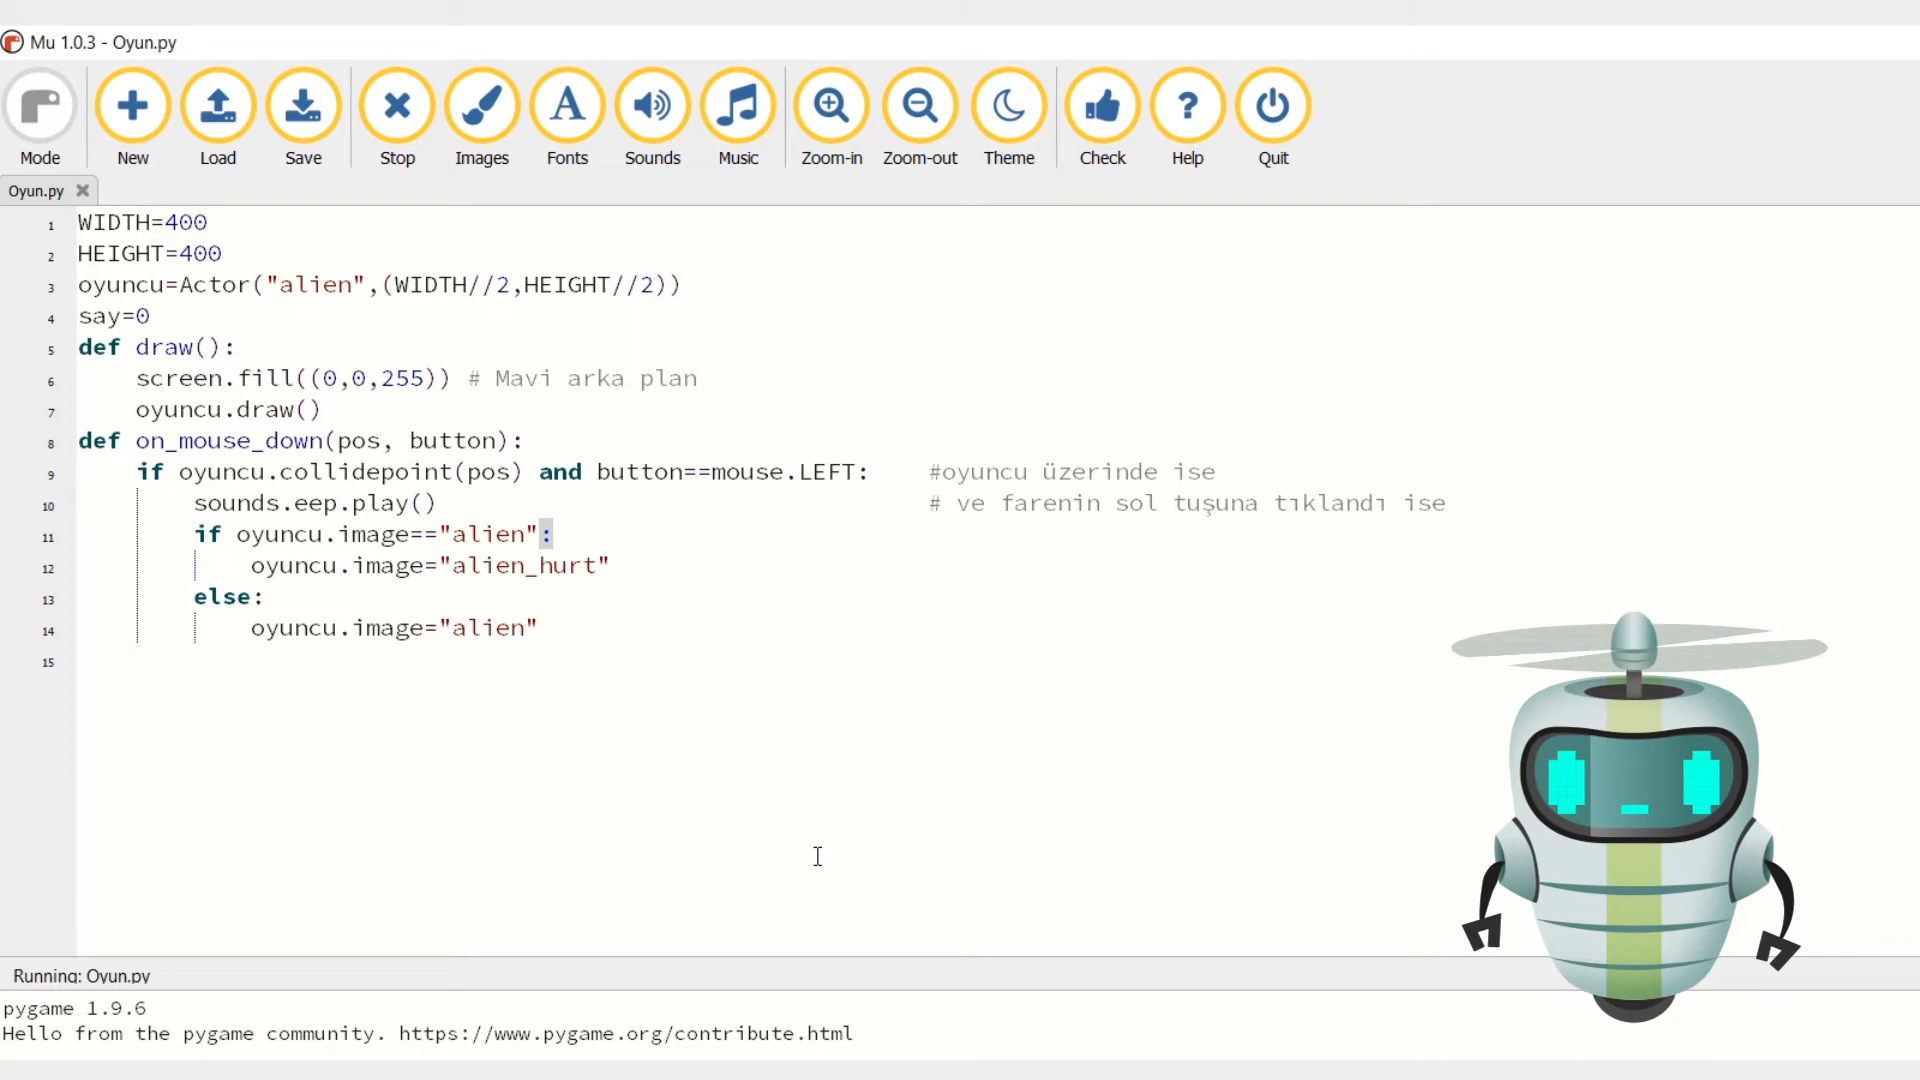 Mu 1.0.3 - Oyun.py
Mode New Load Save Stop Images Fonts Sounds Music Zoom-in Zoom-out Theme Check Help Quit
Oyun.py
1 WIDTH=400
2 HEIGHT=400
3 oyuncu=Actor("alien",(WIDTH//2,HEIGHT//2))
4 say=0
5 def draw():
6 screen.fill((0,0,255)) # Mavi arka plan
7 oyuncu.draw()
8 def on_mouse_down(pos, button):
9 if oyuncu.collidepoint(pos) and button==mouse.LEFT: #oyuncu üzerinde ise
10 sounds.eep.play() # ve farenin sol tuşuna tıklandı ise
11 if oyuncu.image=="alien":
12 oyuncu.image="alien_hurt"
13 else:
14 oyuncu.image="alien"
15
Running: Oyun.py
pygame 1.9.6
Hello from the pygame community. https://www.pygame.org/contribute.html